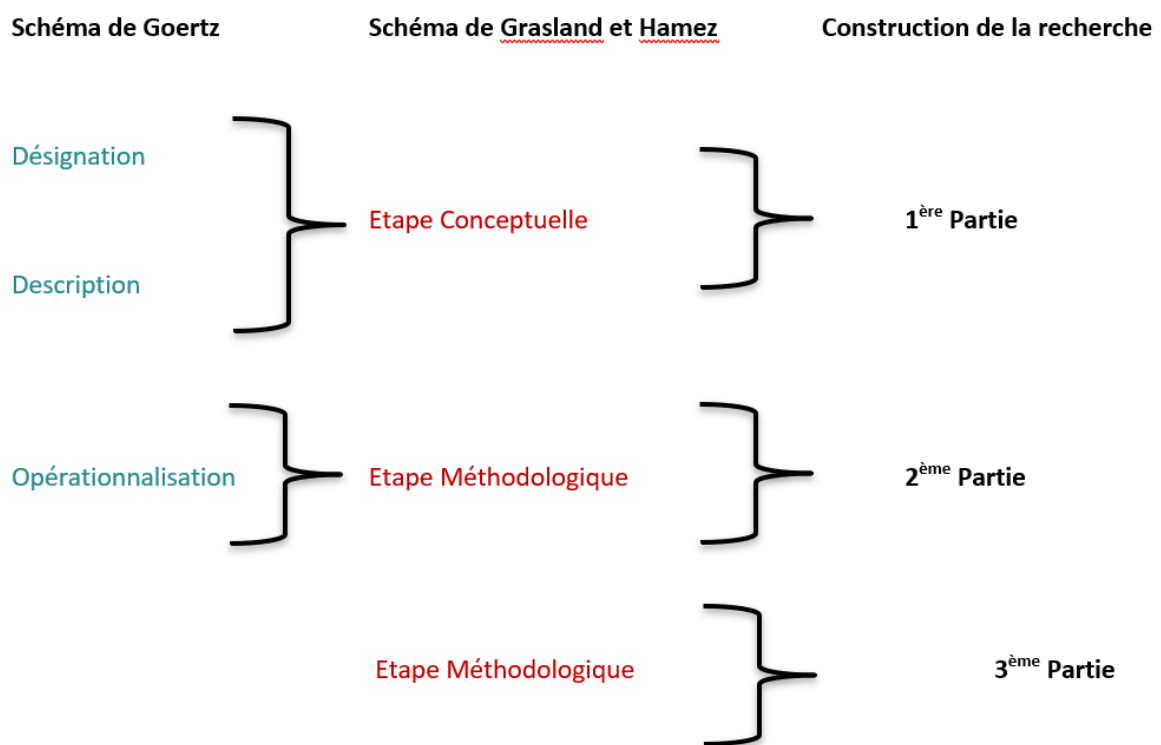 Schéma de Goertz
Schéma de Grasland et Hamez
Construction de la recherche
Désignation
Etape Conceptuelle
1ère Partie
Description
Opérationnalisation
Etape Méthodologique
2ème Partie
Etape Méthodologique
3ème Partie